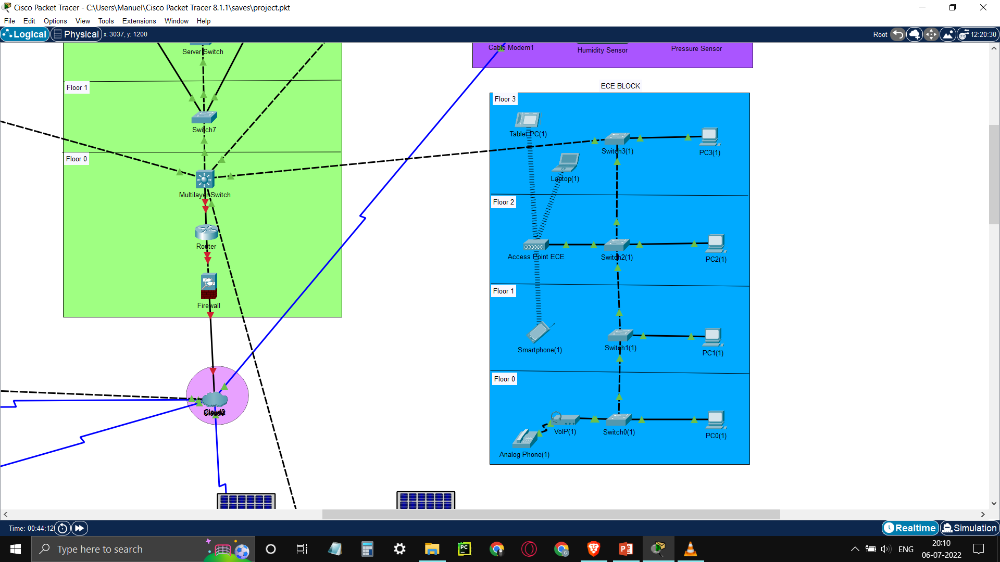 Cisco Packet Tracer - C:\Users\Manuel\Cisco Packet Tracer 8.1.1\saves\project.pkt
File Edit Options View Tools Extensions Window Help
Logical Physical x: 3037, y: 1200 Root 12:20:30
Server Switch
Floor 1
Switch7
Floor 0
Multilayer Switch
Router
Firewall
Cable Modem1
Humidity Sensor
Pressure Sensor
ECE BLOCK
Floor 3
Tablet PC(1)
Switch3(1)
PC3(1)
Laptop(1)
Floor 2
Access Point ECE
Switch2(1)
PC2(1)
Floor 1
Smartphone(1)
Switch1(1)
PC1(1)
Floor 0
VoIP(1)
Switch0(1)
PC0(1)
Analog Phone(1)
Time: 00:44:12 Realtime Simulation
Type here to search
ENG
20:10
06-07-2022